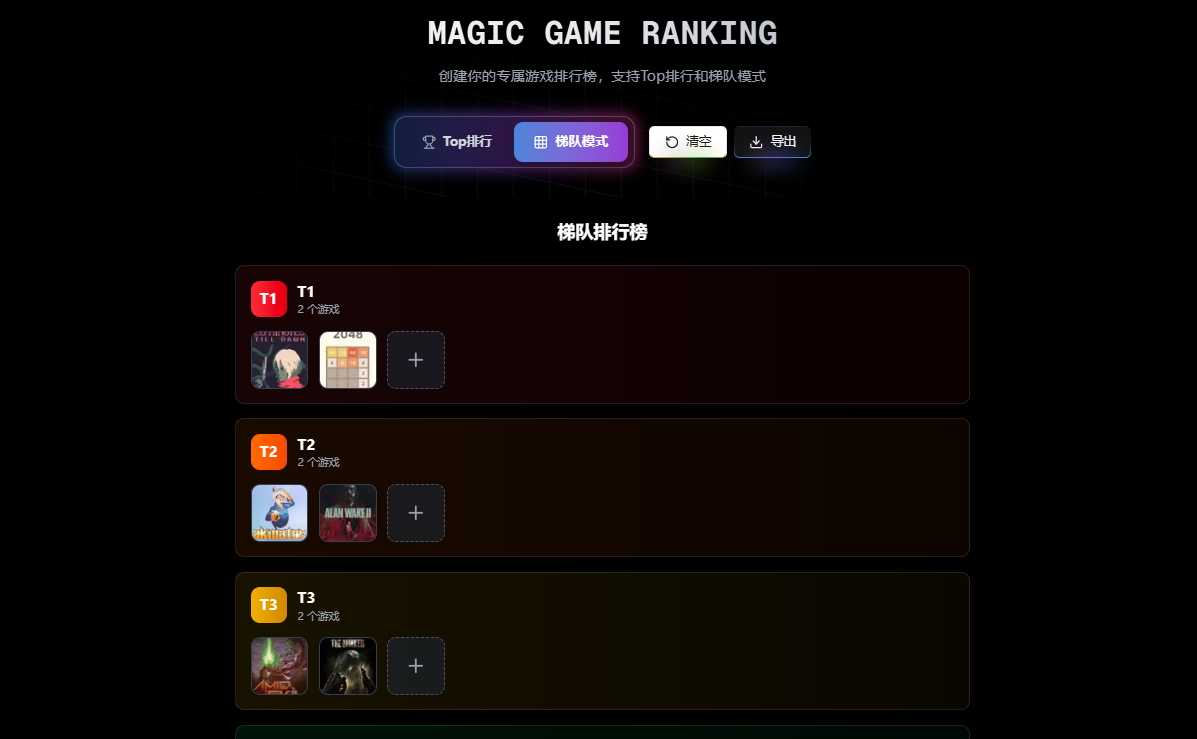 MAGIC GAME RANKING
创建你的专属游戏排行榜，支持Top排行和梯队模式
Top排行
梯队模式
清空
导出
梯队排行榜
T1
T1
2 个游戏
TILL DAWN
2048
T2
T2
2 个游戏
ALAN WAKE II
T3
T3
2 个游戏